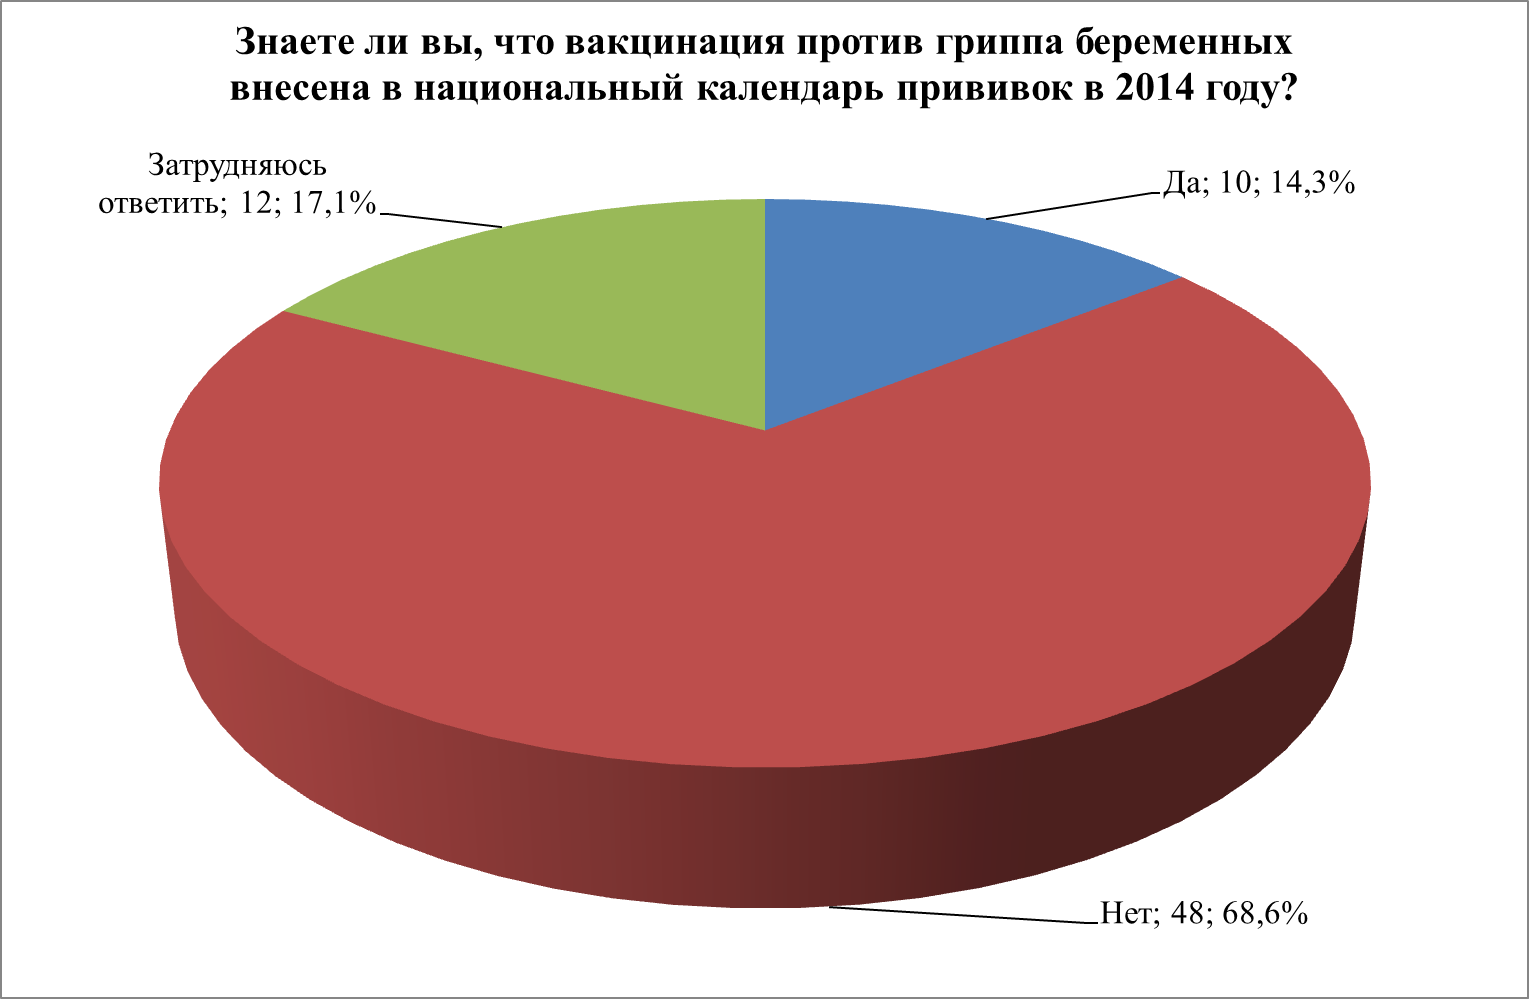 Знаете ли вы, что вакцинация против гриппа беременных
внесена в национальный календарь прививок в 2014 году?
Затрудняюсь
ответить; 12; 17,1%
Да; 10; 14,3%
Нет; 48; 68,6%